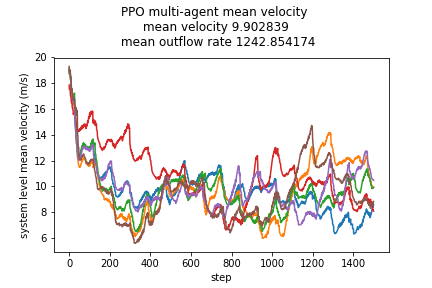 PPO multi-agent mean velocity
mean velocity 9.902839
mean outflow rate 1242.854174
system level mean velocity (m/s)
20
18
16
14
12
10
8
6
0 200 400 600 800 1000 1200 1400
step